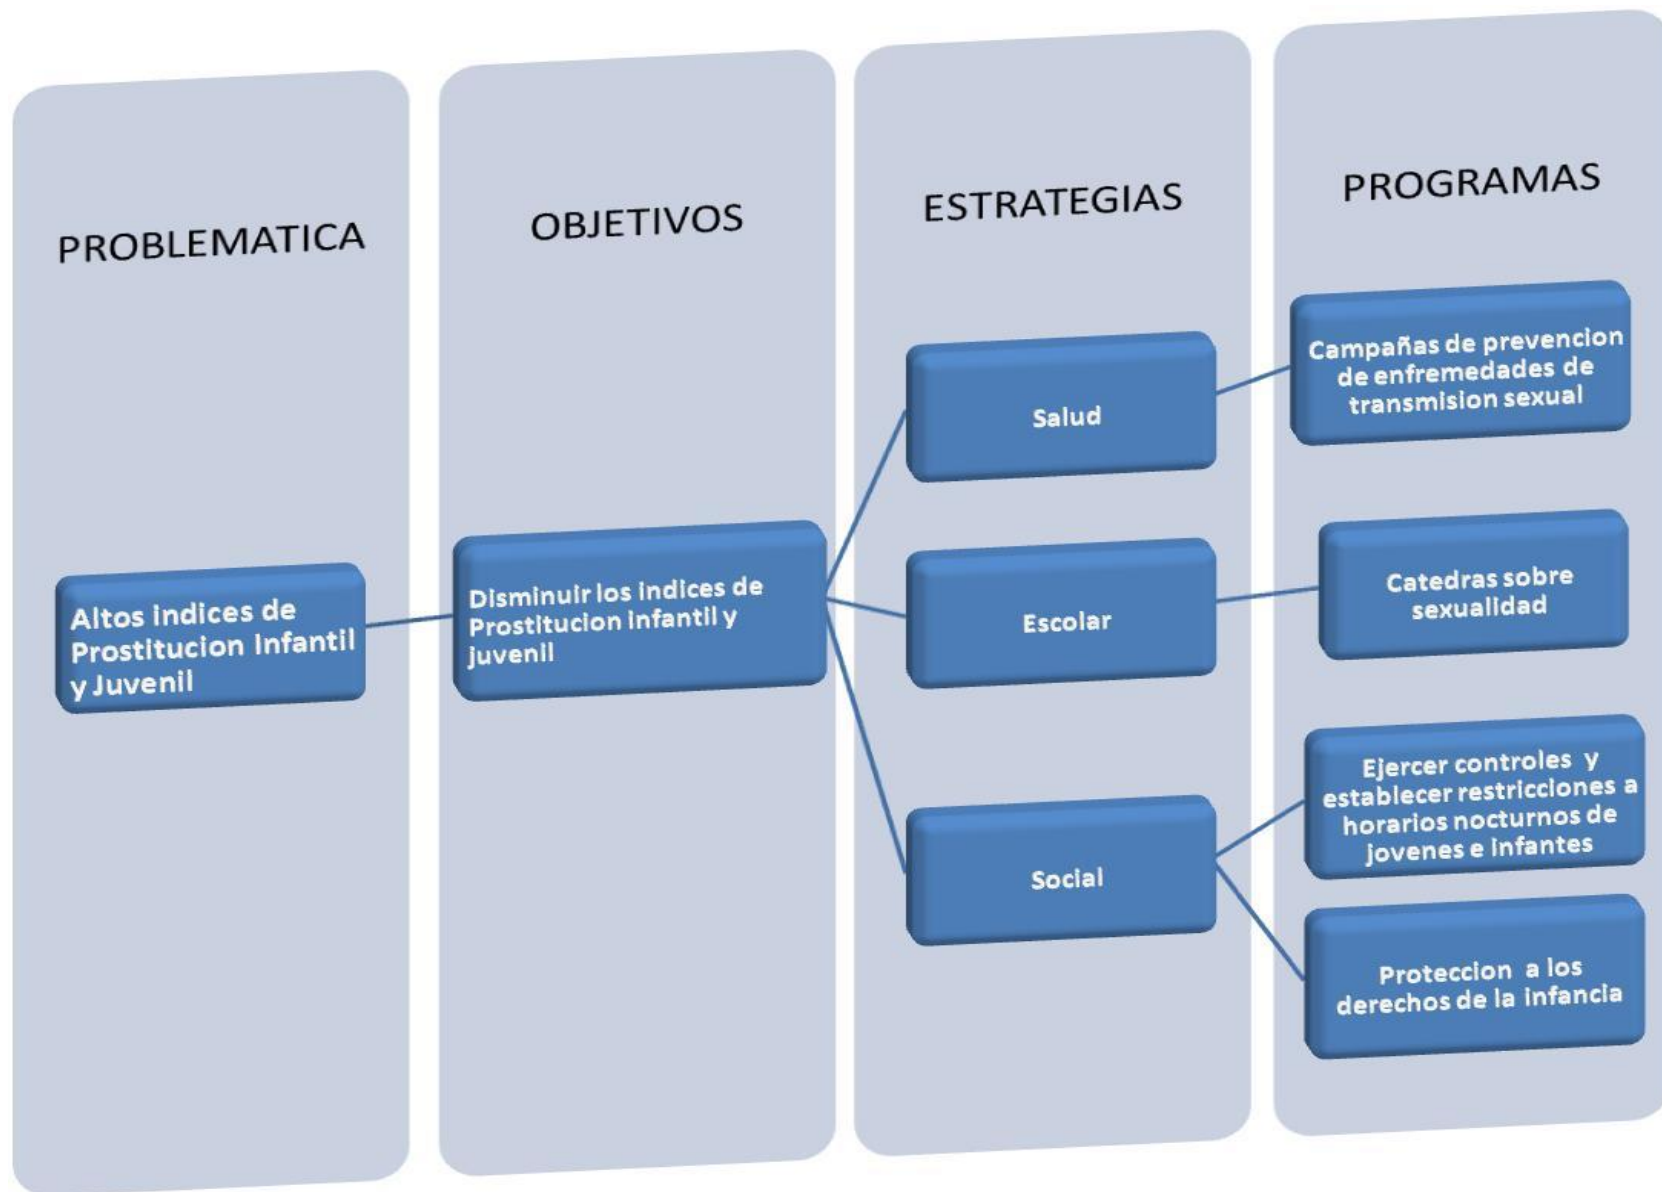 PROBLEMATICA
Altos indices de
Prostitucion Infantil
y Juvenil
OBJETIVOS
Disminuir los indices de
Prostitucion infantil y
juvenil
ESTRATEGIAS
Salud
Escolar
Social
PROGRAMAS
Campañas de prevencion
de enfremedades de
transmision sexual
Catedras sobre
sexualidad
Ejercer controles y
establecer restricciones a
horarios nocturnos de
jovenes e infantes
Proteccion a los
derechos de la infancia